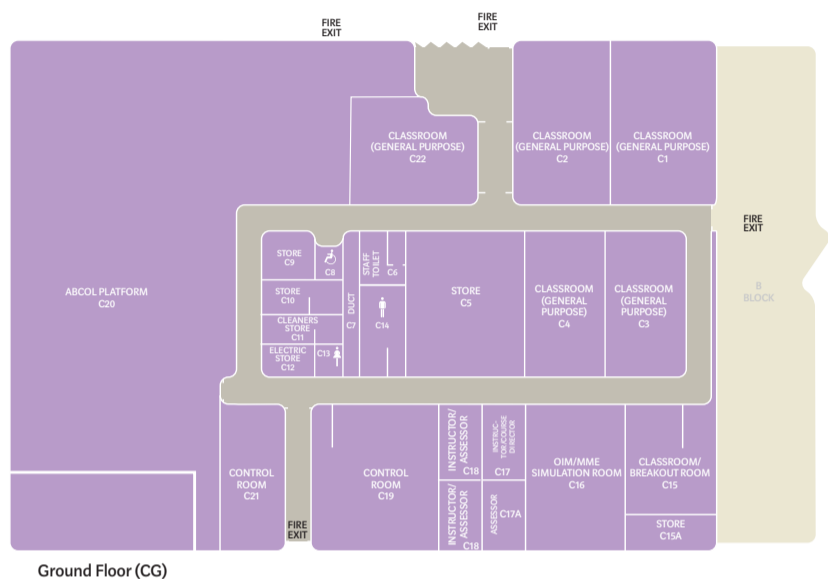 FIRE
EXIT
FIRE
EXIT
CLASSROOM
(GENERAL PURPOSE)
C22
CLASSROOM
(GENERAL PURPOSE)
C2
CLASSROOM
(GENERAL PURPOSE)
C1
FIRE
EXIT
ABCOL PLATFORM
C20
STORE
C9
C8
STORE
C10
CLEANERS
STORE
C11
ELECTRIC
STORE
C12
C13
DUCT
C7
STAFF
TOILET
C6
C14
STORE
C5
CLASSROOM
(GENERAL
PURPOSE)
C4
CLASSROOM
(GENERAL
PURPOSE)
C3
B
BLOCK
CONTROL
ROOM
C21
FIRE
EXIT
CONTROL
ROOM
C19
INSTRUCTOR/
ASSESSOR
C18
INSTRUCTOR/
ASSESSOR
C18
INSTRUC-
TOR/COURSE
DIRECTOR
C17
ASSESSOR
C17A
OIM/MME
SIMULATION ROOM
C16
CLASSROOM/
BREAKOUT ROOM
C15
STORE
C15A
Ground Floor (CG)